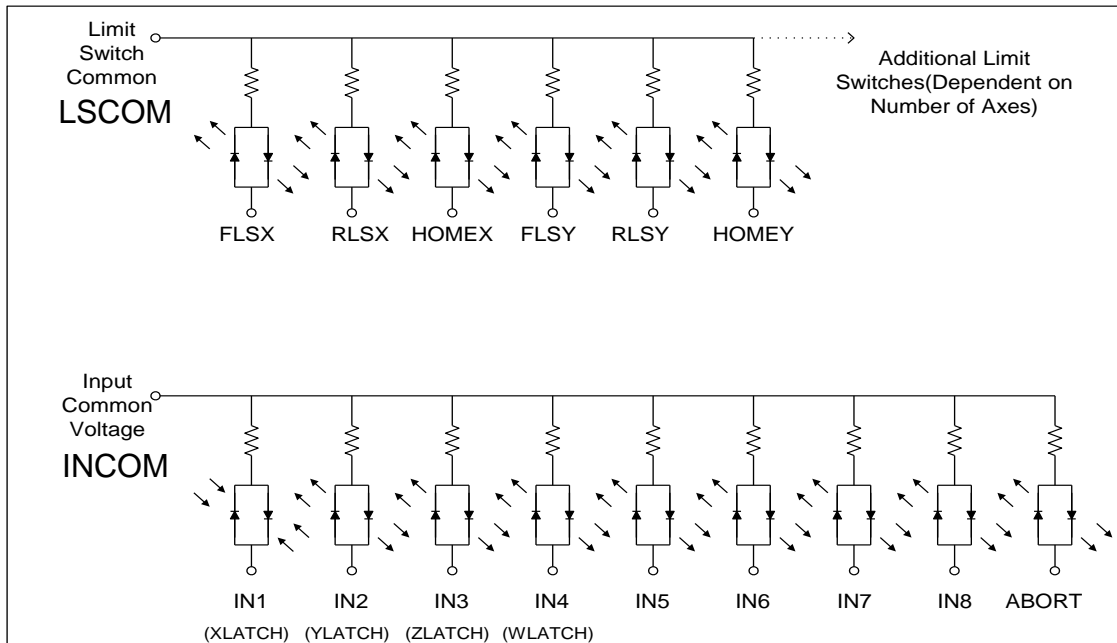 Limit
Switch
Common
LSCOM
Additional Limit
Switches(Dependent on
Number of Axes)
FLSX RLSX HOMEX FLSY RLSY HOMEY
Input
Common
Voltage
INCOM
IN1 IN2 IN3 IN4 IN5 IN6 IN7 IN8 ABORT
(XLATCH) (YLATCH) (ZLATCH) (WLATCH)